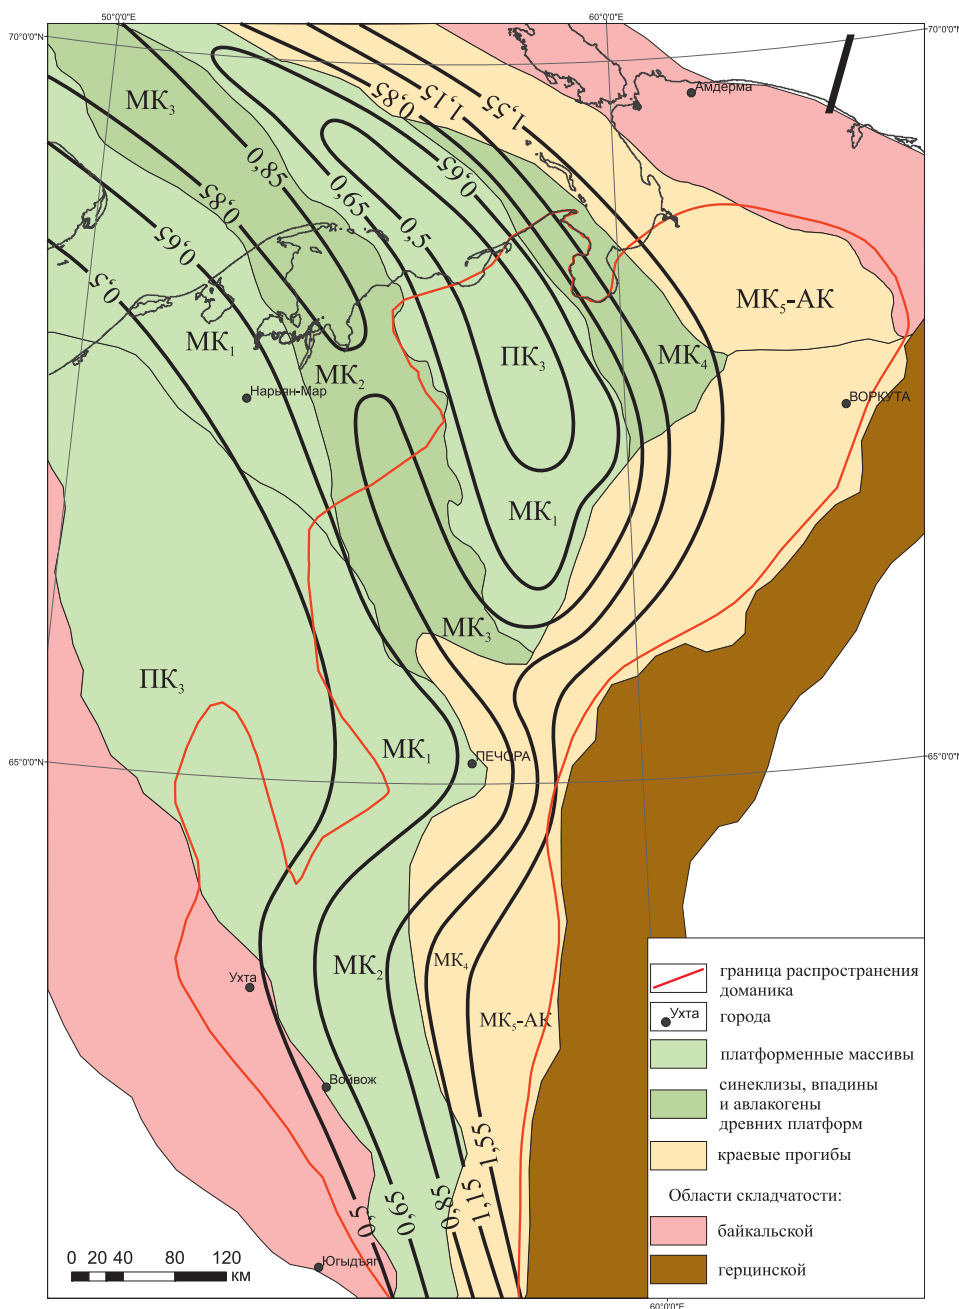 50°0'0"E
60°0'0"E
70°0'0"N
70°0'0"N
Амдерма
МК₃
0,85
1,15
1,55
0,85
0,65
0,85
0,65
0,5
0,85
0,65
0,5
МК₅-АК
МК₁
ПК₃
МК₄
МК₂
Нарьян-Мар
ВОРКУТА
МК₁
МК₃
ПК₃
МК₁
ПЕЧОРА
65°0'0"N
65°0'0"N
МК₂
МК₄
Ухта
МК₅-АК
Войвож
0,5
0,65
0,85
1,15
1,55
Югыдъяг
0 20 40 80 120
км
граница распространения
доманика
Ухта
города
платформенные массивы
синеклизы, впадины
и авлакогены
древних платформ
краевые прогибы
Области складчатости:
байкальской
герцинской
60°0'0"E